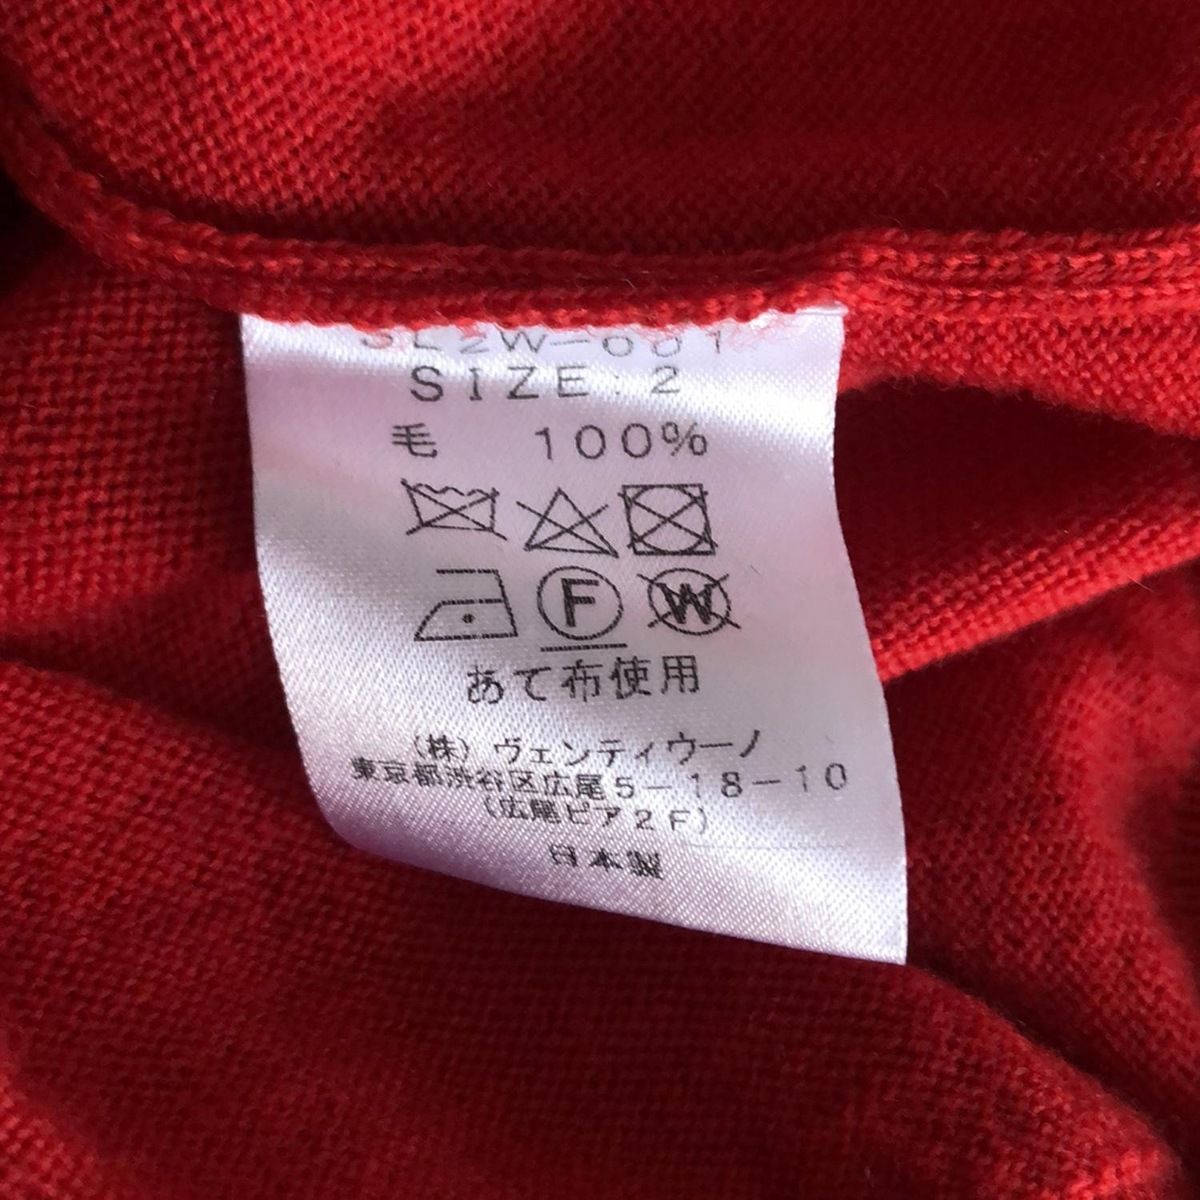 SIZE:2
毛 100%
F W
あて布使用
(株)ヴェンティウーノ
東京都渋谷区広尾5-18-10
(広尾ピア2F)
日本製